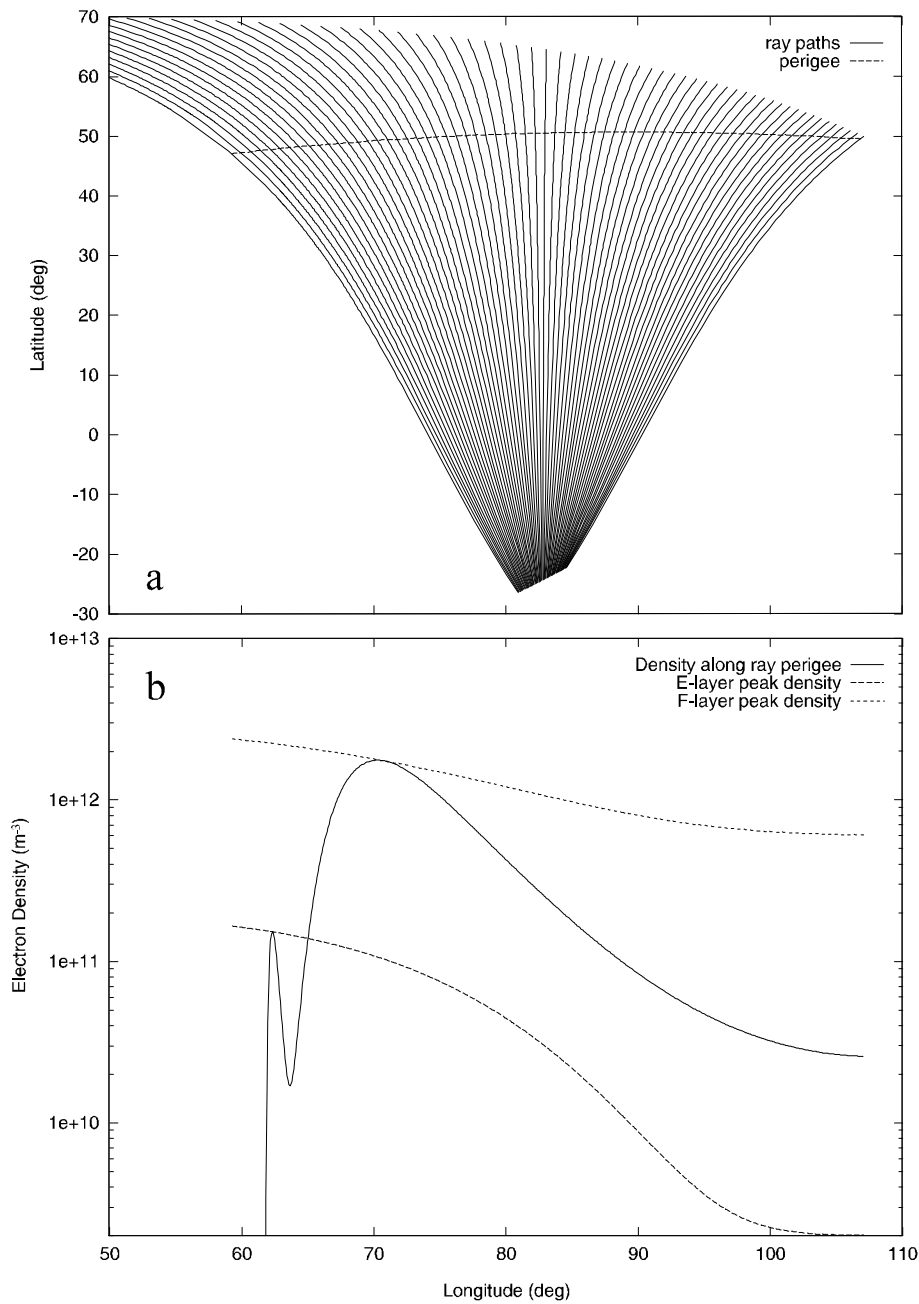 70
60
50
40
30
20
10
0
-10
-20
-30
Latitude (deg)
ray paths
perigee
a
1e+13
1e+12
1e+11
1e+10
Electron Density (m⁻³)
b
Density along ray perigee
E-layer peak density
F-layer peak density
50 60 70 80 90 100 110
Longitude (deg)